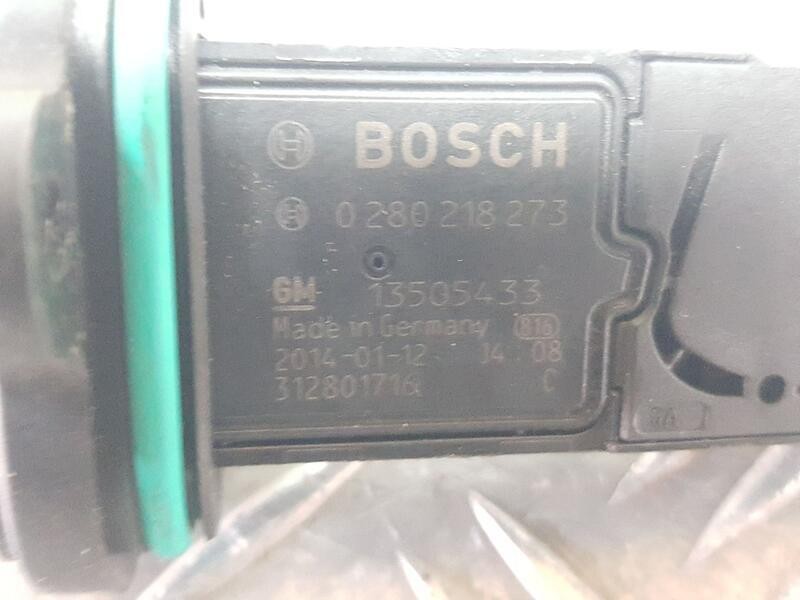 BOSCH
0 280 218 273
GM 13505433
Made in Germany 816
2014-01-12 14 08
312801716 C